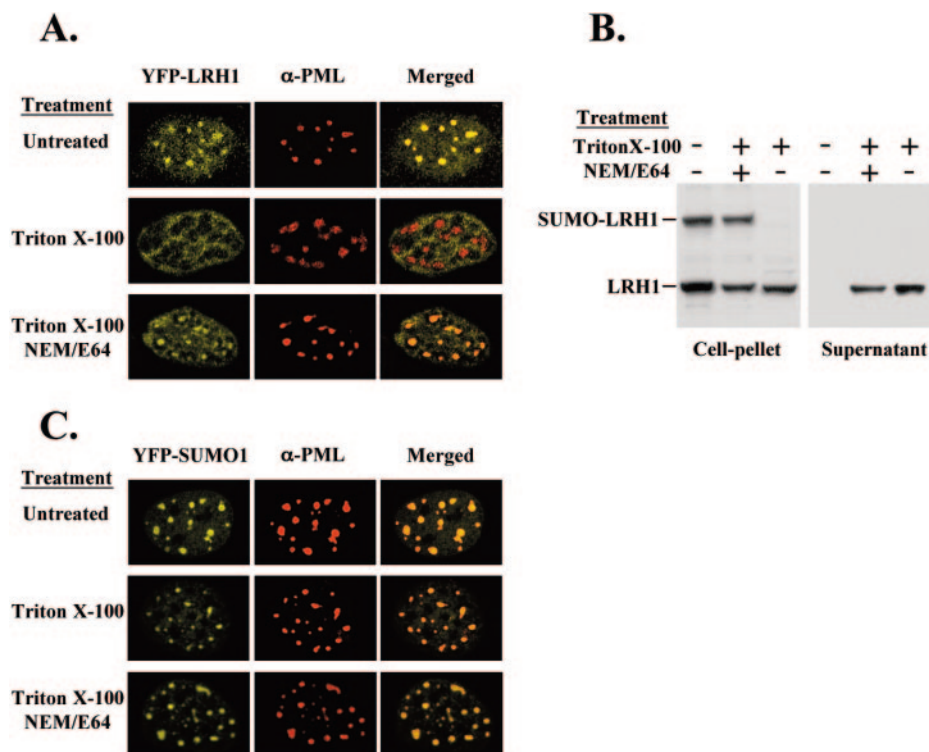 A.
YFP-LRH1 α-PML Merged
Treatment
Untreated
Triton X-100
Triton X-100
NEM/E64
B.
Treatment
TritonX-100 - + + - + +
NEM/E64 - + - - + -
SUMO-LRH1
LRH1
Cell-pellet Supernatant
C.
YFP-SUMO1 α-PML Merged
Treatment
Untreated
Triton X-100
Triton X-100
NEM/E64